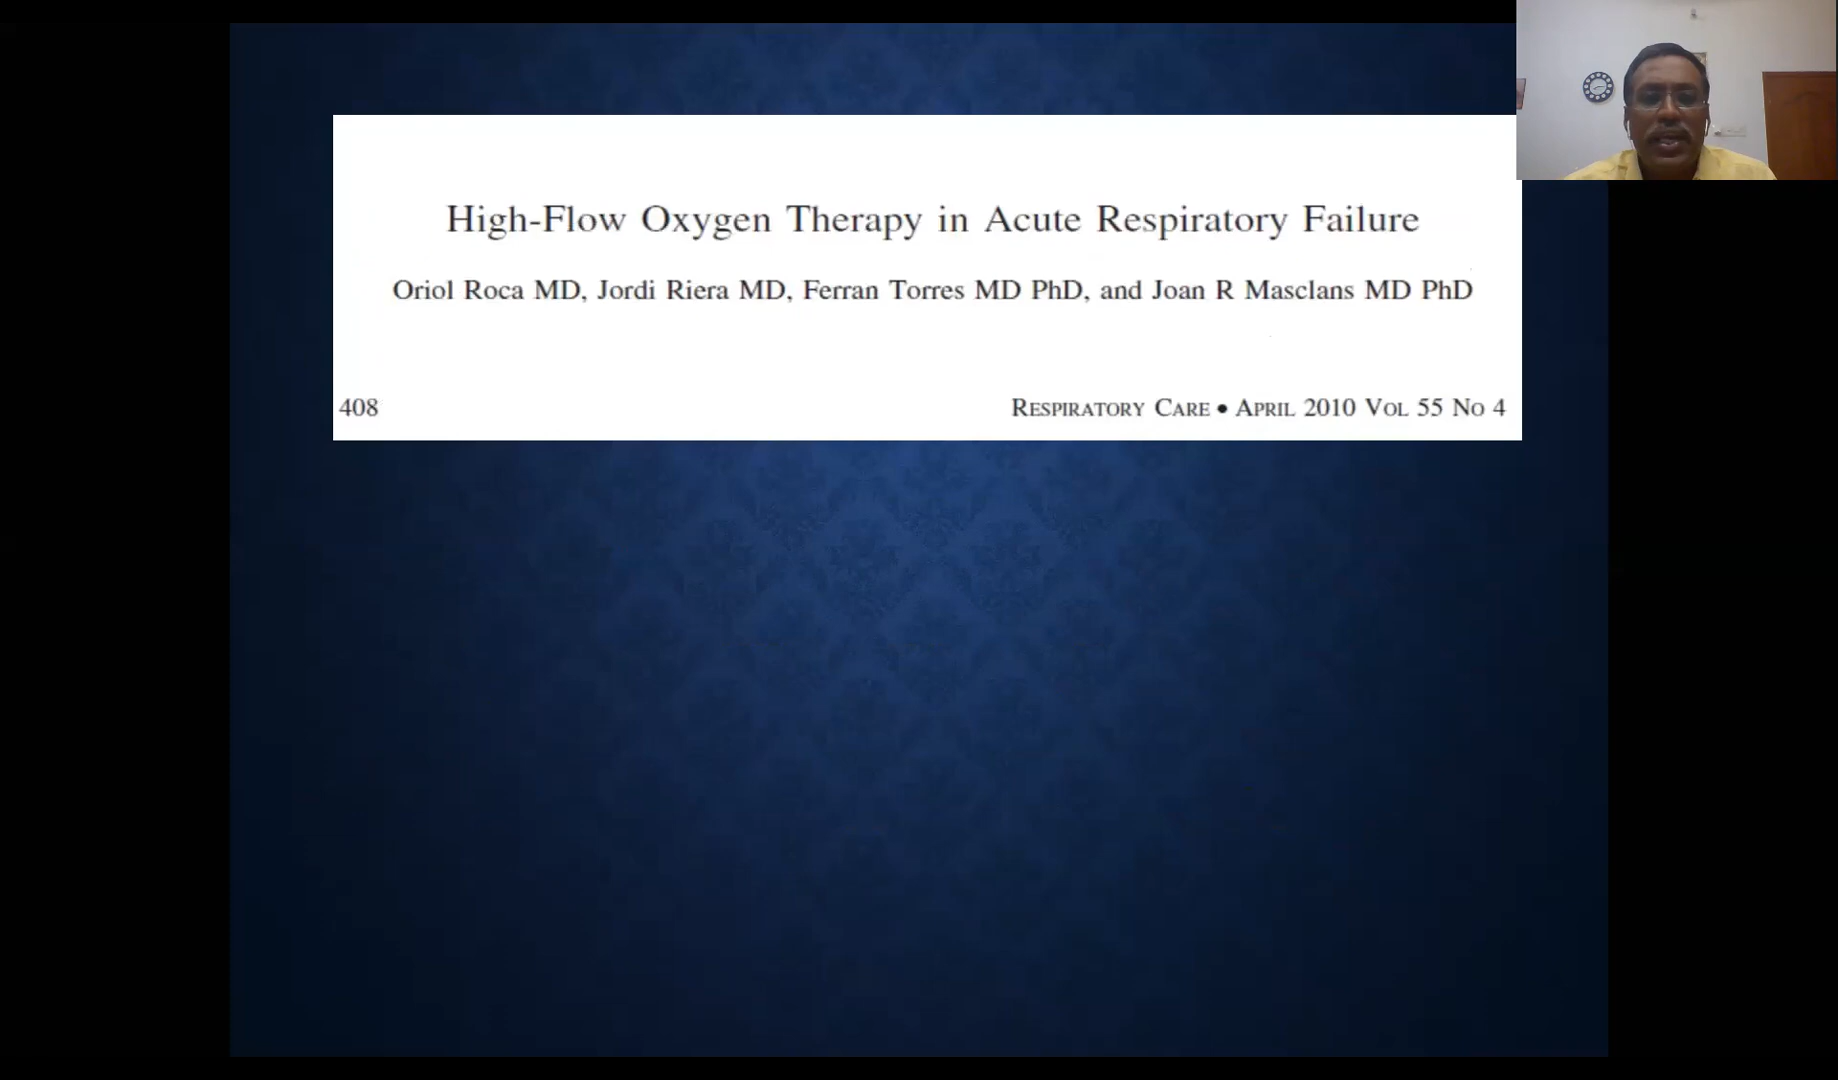 High-Flow Oxygen Therapy in Acute Respiratory Failure
Oriol Roca MD, Jordi Riera MD, Ferran Torres MD PhD, and Joan R Masclans MD PhD
408
RESPIRATORY CARE • APRIL 2010 VOL 55 NO 4